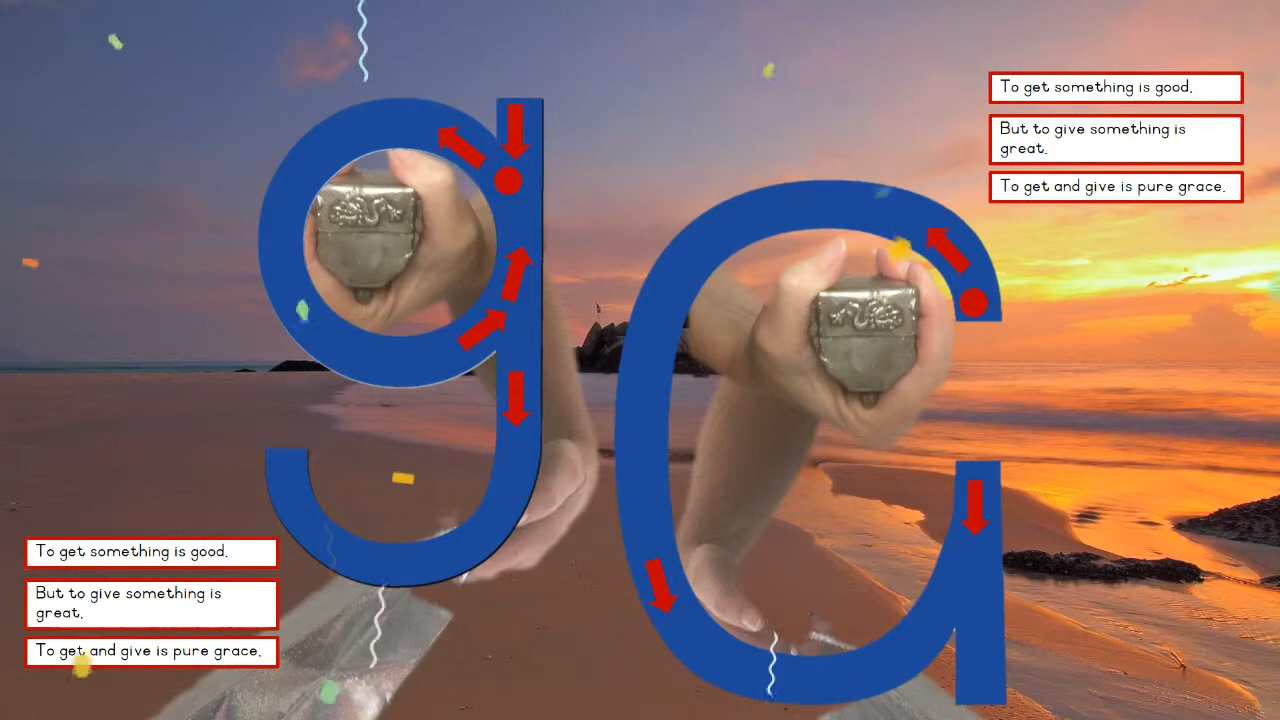 To get something is good.
But to give something is
great.
To get and give is pure grace.
g G
To get something is good.
But to give something is
great.
To get and give is pure grace.